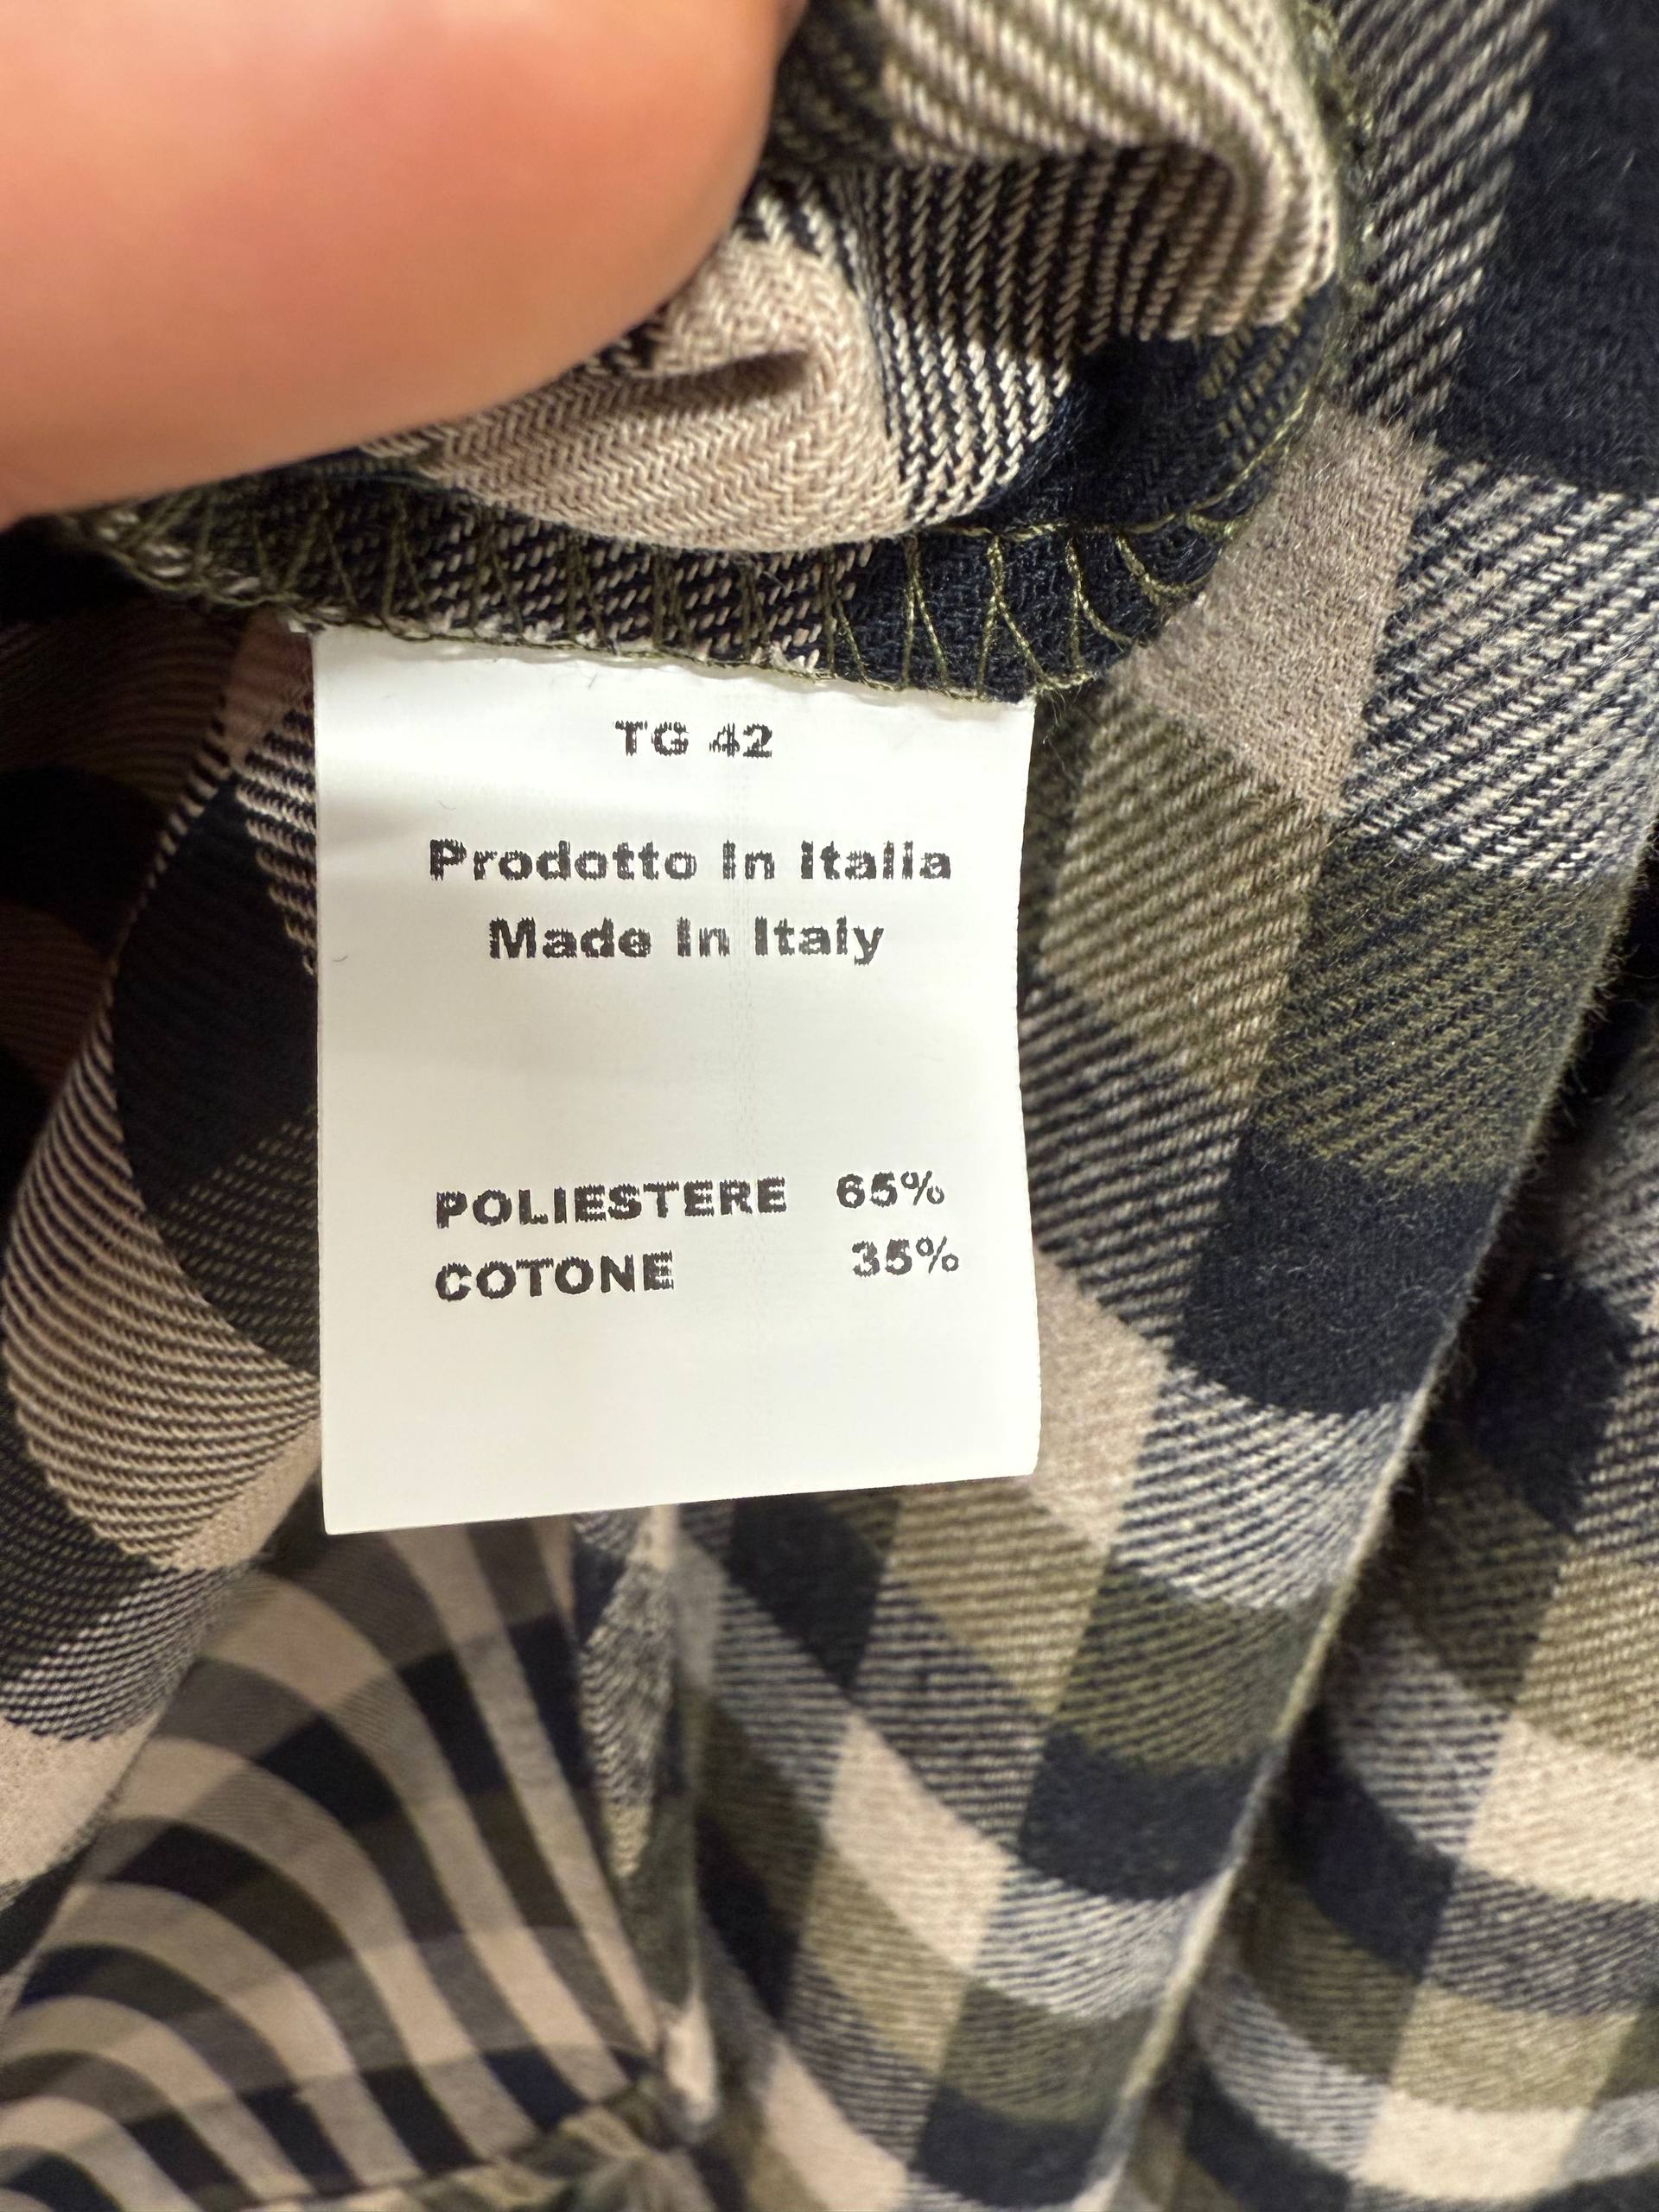 TG 42
Prodotto In Italia
Made In Italy
POLIESTERE 65%
COTONE 35%